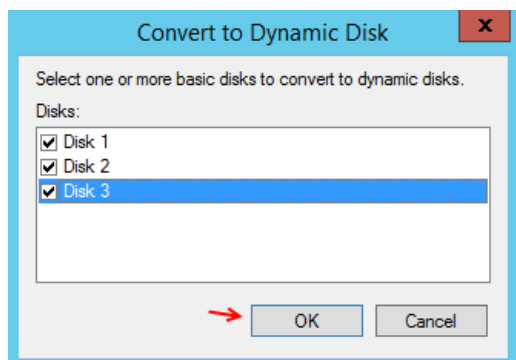 Convert to Dynamic Disk
x
Select one or more basic disks to convert to dynamic disks.
Disks:
Disk 1
Disk 2
Disk 3
OK Cancel